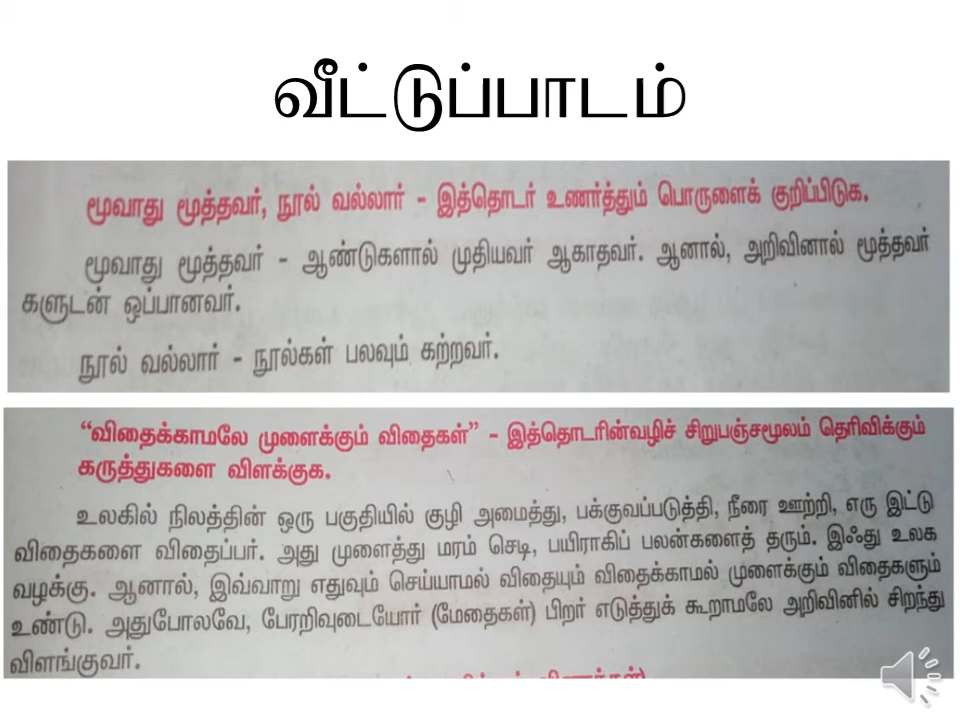 வீட்டுப்பாடம்
மூவாது மூத்தவர், நூல் வல்லார் - இத்தொடர் உணர்த்தும் பொருளைக் குறிப்பிடுக.
மூவாது மூத்தவர் - ஆண்டுகளால் முதியவர் ஆகாதவர். ஆனால், அறிவினால் மூத்தவர்
களுடன் ஒப்பானவர்.
நூல் வல்லார் - நூல்கள் பலவும் கற்றவர்.
“விதைக்காமலே முளைக்கும் விதைகள்” - இத்தொடரின்வழிச் சிறுபஞ்சமூலம் தெரிவிக்கும்
கருத்துகளை விளக்குக.
உலகில் நிலத்தின் ஒரு பகுதியில் குழி அமைத்து, பக்குவப்படுத்தி, நீரை ஊற்றி, எரு இட்டு
விதைகளை விதைப்பர். அது முளைத்து மரம் செடி, பயிராகிப் பலன்களைத் தரும். இஃது உலக
வழக்கு. ஆனால், இவ்வாறு எதுவும் செய்யாமல் விதையும் விதைக்காமல் முளைக்கும் விதைகளும்
உண்டு. அதுபோலவே, பேரறிவுடையோர் (மேதைகள்) பிறர் எடுத்துக் கூறாமலே அறிவினில் சிறந்து
விளங்குவர்.